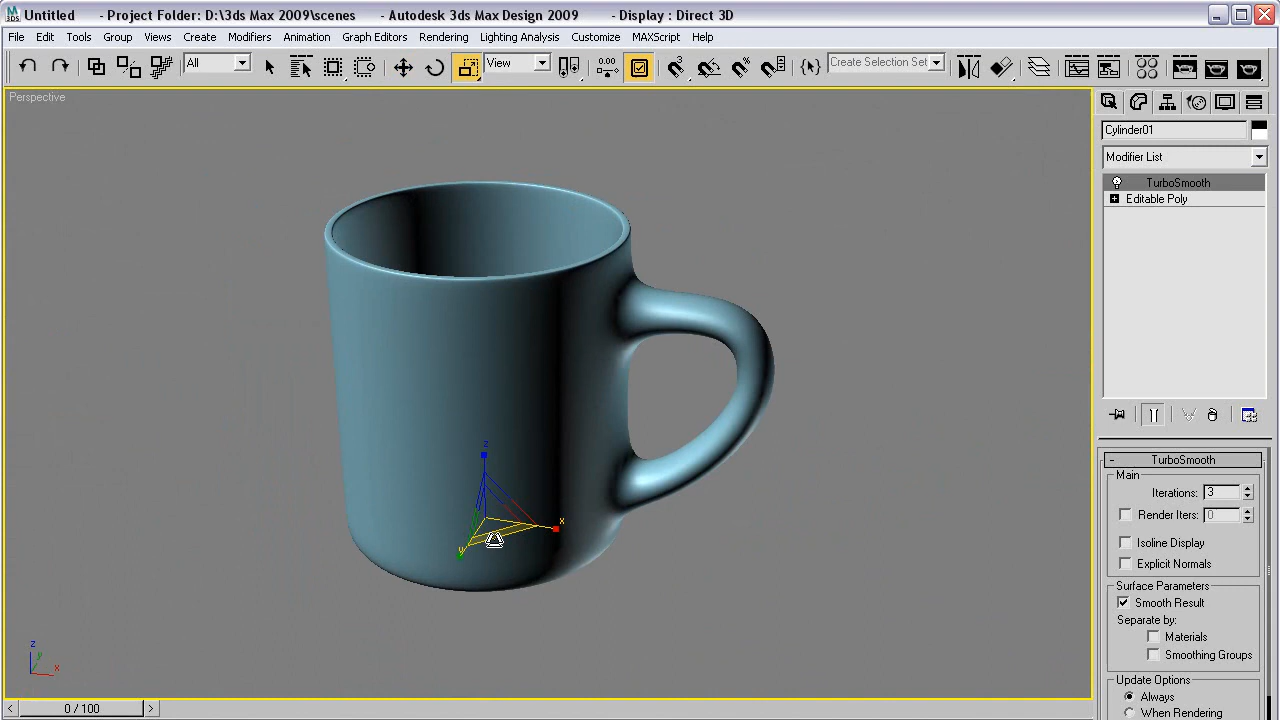 Untitled - Project Folder: D:\3ds Max 2009\scenes - Autodesk 3ds Max Design 2009 - Display : Direct 3D
File Edit Tools Group Views Create Modifiers Animation Graph Editors Rendering Lighting Analysis Customize MAXScript Help
All View 0.00 Create Selection Set
Perspective
Cylinder01
Modifier List
TurboSmooth
Editable Poly
z
x
y
TurboSmooth
Main
Iterations: 3
Render Iters: 0
Isoline Display
Explicit Normals
Surface Parameters
Smooth Result
Separate by:
Materials
Smoothing Groups
Update Options
Always
When Rendering
z
y
x
0 / 100